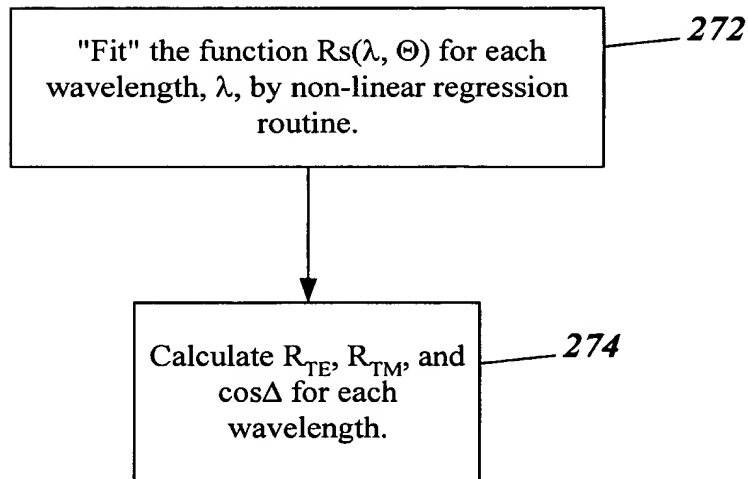 "Fit" the function Rs(λ, Θ) for each
wavelength, λ, by non-linear regression
routine.
272
Calculate R_TE, R_TM, and
cosΔ for each
wavelength.
274